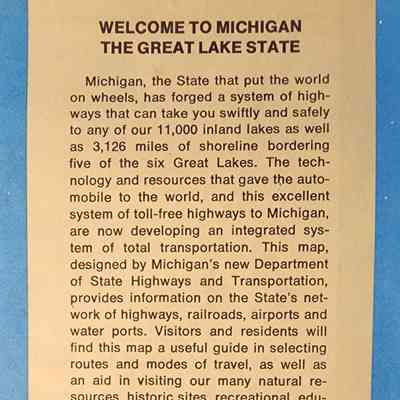 WELCOME TO MICHIGAN
THE GREAT LAKE STATE
Michigan, the State that put the world
on wheels, has forged a system of high-
ways that can take you swiftly and safely
to any of our 11,000 inland lakes as well
as 3,126 miles of shoreline bordering
five of the six Great Lakes. The tech-
nology and resources that gave the auto-
mobile to the world, and this excellent
system of toll-free highways to Michigan,
are now developing an integrated sys-
tem of total transportation. This map,
designed by Michigan's new Department
of State Highways and Transportation,
provides information on the State's net-
work of highways, railroads, airports and
water ports. Visitors and residents will
find this map a useful guide in selecting
routes and modes of travel, as well as
an aid in visiting our many natural re-
sources, historic sites, recreational, edu-